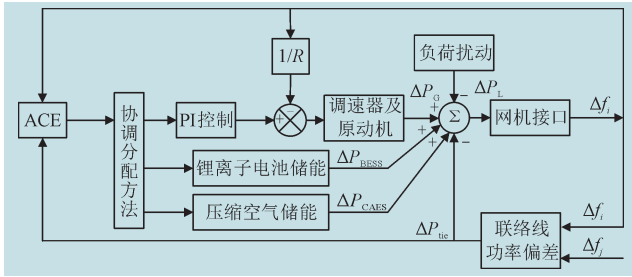 1/R
负荷扰动
ΔP_G
ΔP_L
−
ACE
协调分配方法
PI控制
+
−
调速器及
原动机
+
Σ
网机接口
Δf_i
+
+
−
锂离子电池储能
ΔP_BESS
压缩空气储能
ΔP_CAES
ΔP_tie
联络线
功率偏差
Δf_i
Δf_j